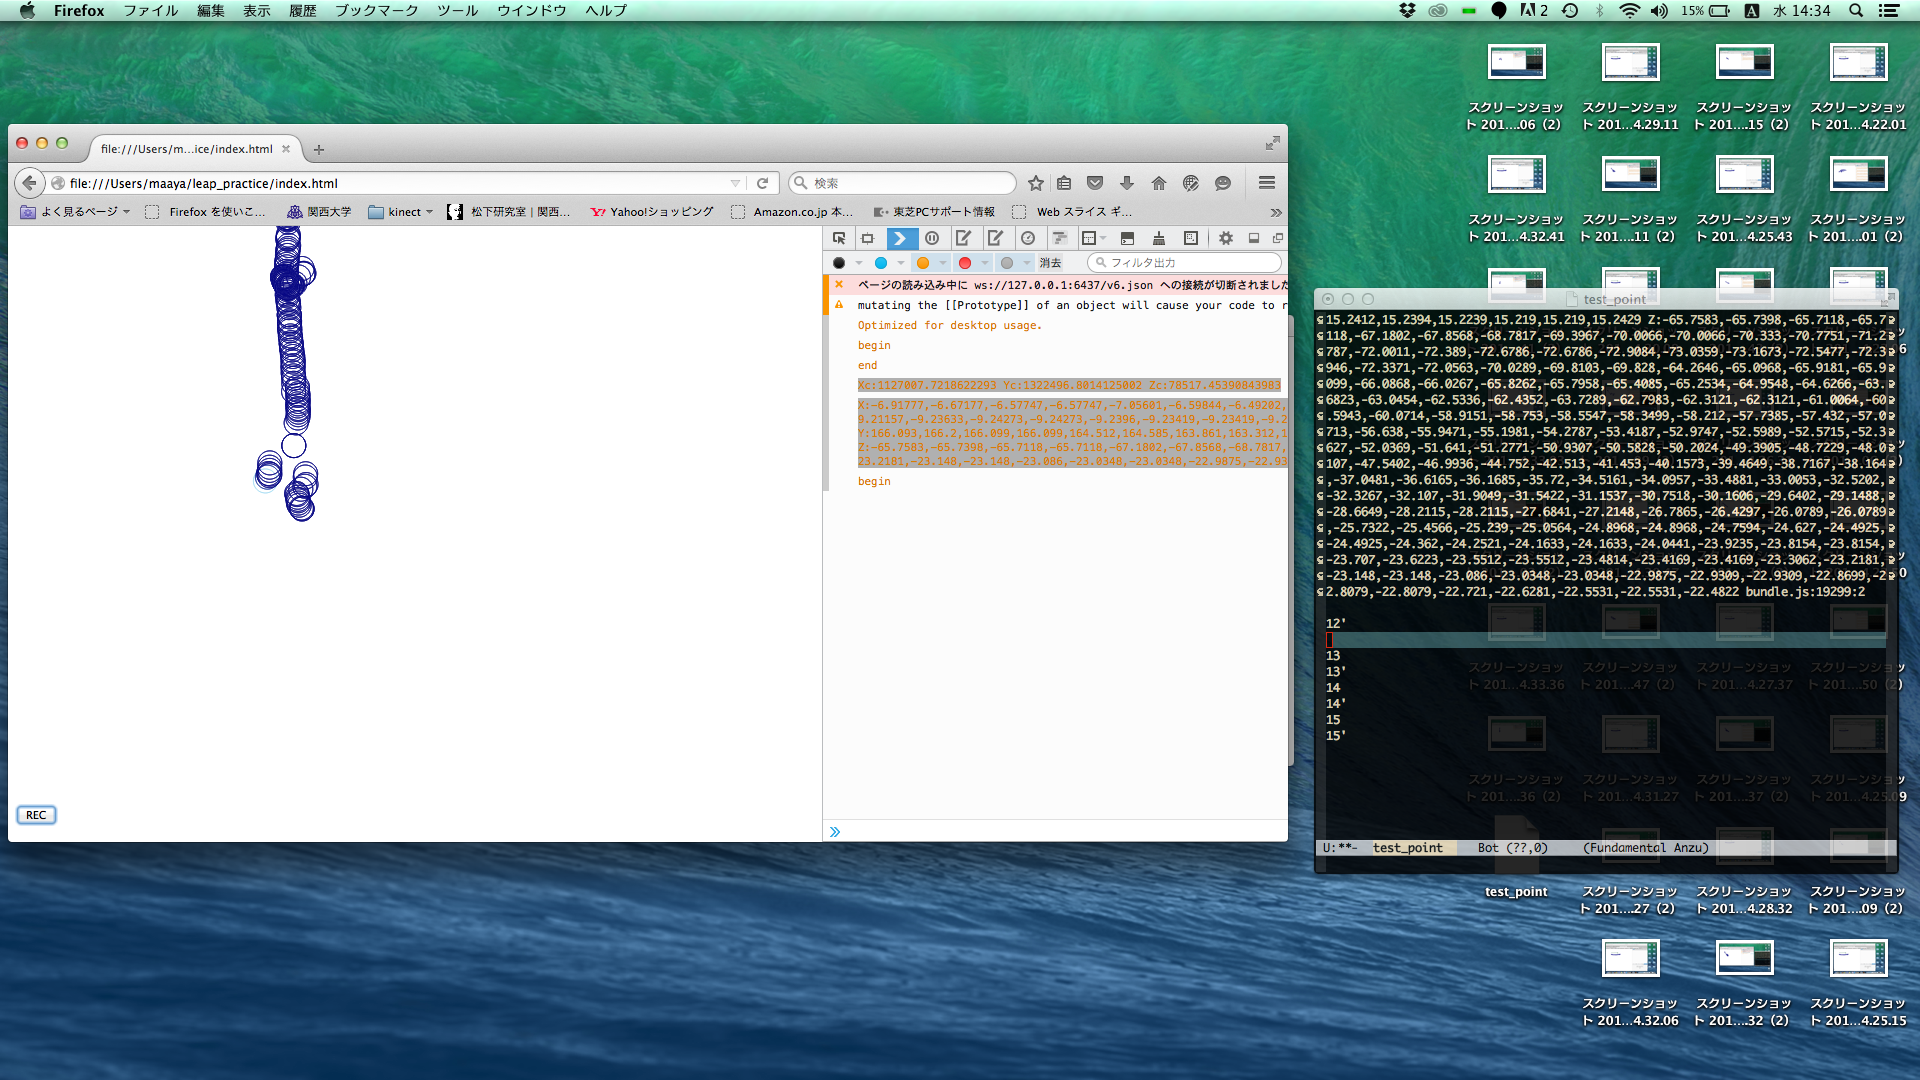 Firefox ファイル 編集 表示 履歴 ブックマーク ツール ウインドウ ヘルプ
2 15% A 水 14:34
file:///Users/m...ice/index.html
file:///Users/maaya/leap_practice/index.html
検索
よく見るページ Firefox を使いこ... 関西大学 kinect 松下研究室 | 関西... Yahoo!ショッピング Amazon.co.jp 本... 東芝PCサポート情報 Web スライス ギ...
消去 フィルタ出力
ページの読み込み中に ws://127.0.0.1:6437/v6.json への接続が切断されました
mutating the [[Prototype]] of an object will cause your code to r
Optimized for desktop usage.
begin
end
Xc:1127007.7218622293 Yc:1322496.8014125002 Zc:78517.45390843983
X:-6.91777,-6.67177,-6.57747,-6.57747,-7.05601,-6.59844,-6.49202,
9.21157,-9.23633,-9.24273,-9.24273,-9.2396,-9.23419,-9.23419,-9.2
Y:166.093,166.2,166.099,166.099,164.512,164.585,163.861,163.312,1
Z:-65.7583,-65.7398,-65.7118,-65.7118,-67.1802,-67.8568,-68.7817,
23.2181,-23.148,-23.148,-23.086,-23.0348,-23.0348,-22.9875,-22.93
begin
REC
test_point
15.2412,15.2394,15.2239,15.219,15.219,15.2429 Z:-65.7583,-65.7398,-65.7118,-65.7
118,-67.1802,-67.8568,-68.7817,-69.3967,-70.0066,-70.0066,-70.333,-70.7751,-71.2
787,-72.0011,-72.389,-72.6786,-72.6786,-72.9084,-73.0359,-73.1673,-72.5477,-72.3
946,-72.3371,-72.0563,-70.0289,-69.8103,-69.828,-64.2646,-65.0968,-65.9181,-65.9
099,-66.0868,-66.0267,-65.8262,-65.7958,-65.4085,-65.2534,-64.9548,-64.6266,-63.
6823,-63.0454,-62.5336,-62.4352,-63.7289,-62.7983,-62.3121,-62.3121,-61.0064,-60
.5943,-60.0714,-58.9151,-58.753,-58.5547,-58.3499,-58.212,-57.7385,-57.432,-57.0
713,-56.638,-55.9471,-55.1981,-54.2787,-53.4187,-52.9747,-52.5989,-52.5715,-52.3
627,-52.0369,-51.641,-51.2771,-50.9307,-50.5828,-50.2024,-49.3905,-48.7229,-48.0
107,-47.5402,-46.9936,-44.752,-42.513,-41.453,-40.1573,-39.4649,-38.7167,-38.164
,-37.0481,-36.6165,-36.1685,-35.72,-34.5161,-34.0957,-33.4881,-33.0053,-32.5202,
-32.3267,-32.107,-31.9049,-31.5422,-31.1537,-30.7518,-30.1606,-29.6402,-29.1488,
-28.6649,-28.2115,-28.2115,-27.6841,-27.2148,-26.7865,-26.4297,-26.0789,-26.0789
,-25.7322,-25.4566,-25.239,-25.0564,-24.8968,-24.8968,-24.7594,-24.627,-24.4925,
-24.4925,-24.362,-24.2521,-24.1633,-24.1633,-24.0441,-23.9235,-23.8154,-23.8154,
-23.707,-23.6223,-23.5512,-23.5512,-23.4814,-23.4169,-23.4169,-23.3062,-23.2181,
-23.148,-23.148,-23.086,-23.0348,-23.0348,-22.9875,-22.9309,-22.9309,-22.8699,-2
2.8079,-22.8079,-22.721,-22.6281,-22.5531,-22.5531,-22.4822 bundle.js:19299:2
12'
13
13'
14
14'
15
15'
U:**- test_point Bot (??,0) (Fundamental Anzu)
スクリーンショット 201....06（2） スクリーンショット 201...4.29.11 スクリーンショット 201....15（2） スクリーンショット 201...4.22.01
スクリーンショット 201...4.32.41 スクリーンショット 201....11（2） スクリーンショット 201...4.25.43 スクリーンショット 201....01（2）
スクリーンショット 201...4.33.36 スクリーンショット 201....47（2） スクリーンショット 201...4.27.37 スクリーンショット 201....50（2）
スクリーンショット 201....36（2） スクリーンショット 201...4.31.27 スクリーンショット 201....37（2） スクリーンショット 201...4.25.09
test_point スクリーンショット 201....27（2） スクリーンショット 201...4.28.32 スクリーンショット 201....09（2）
スクリーンショット 201...4.32.06 スクリーンショット 201....32（2） スクリーンショット 201...4.25.15